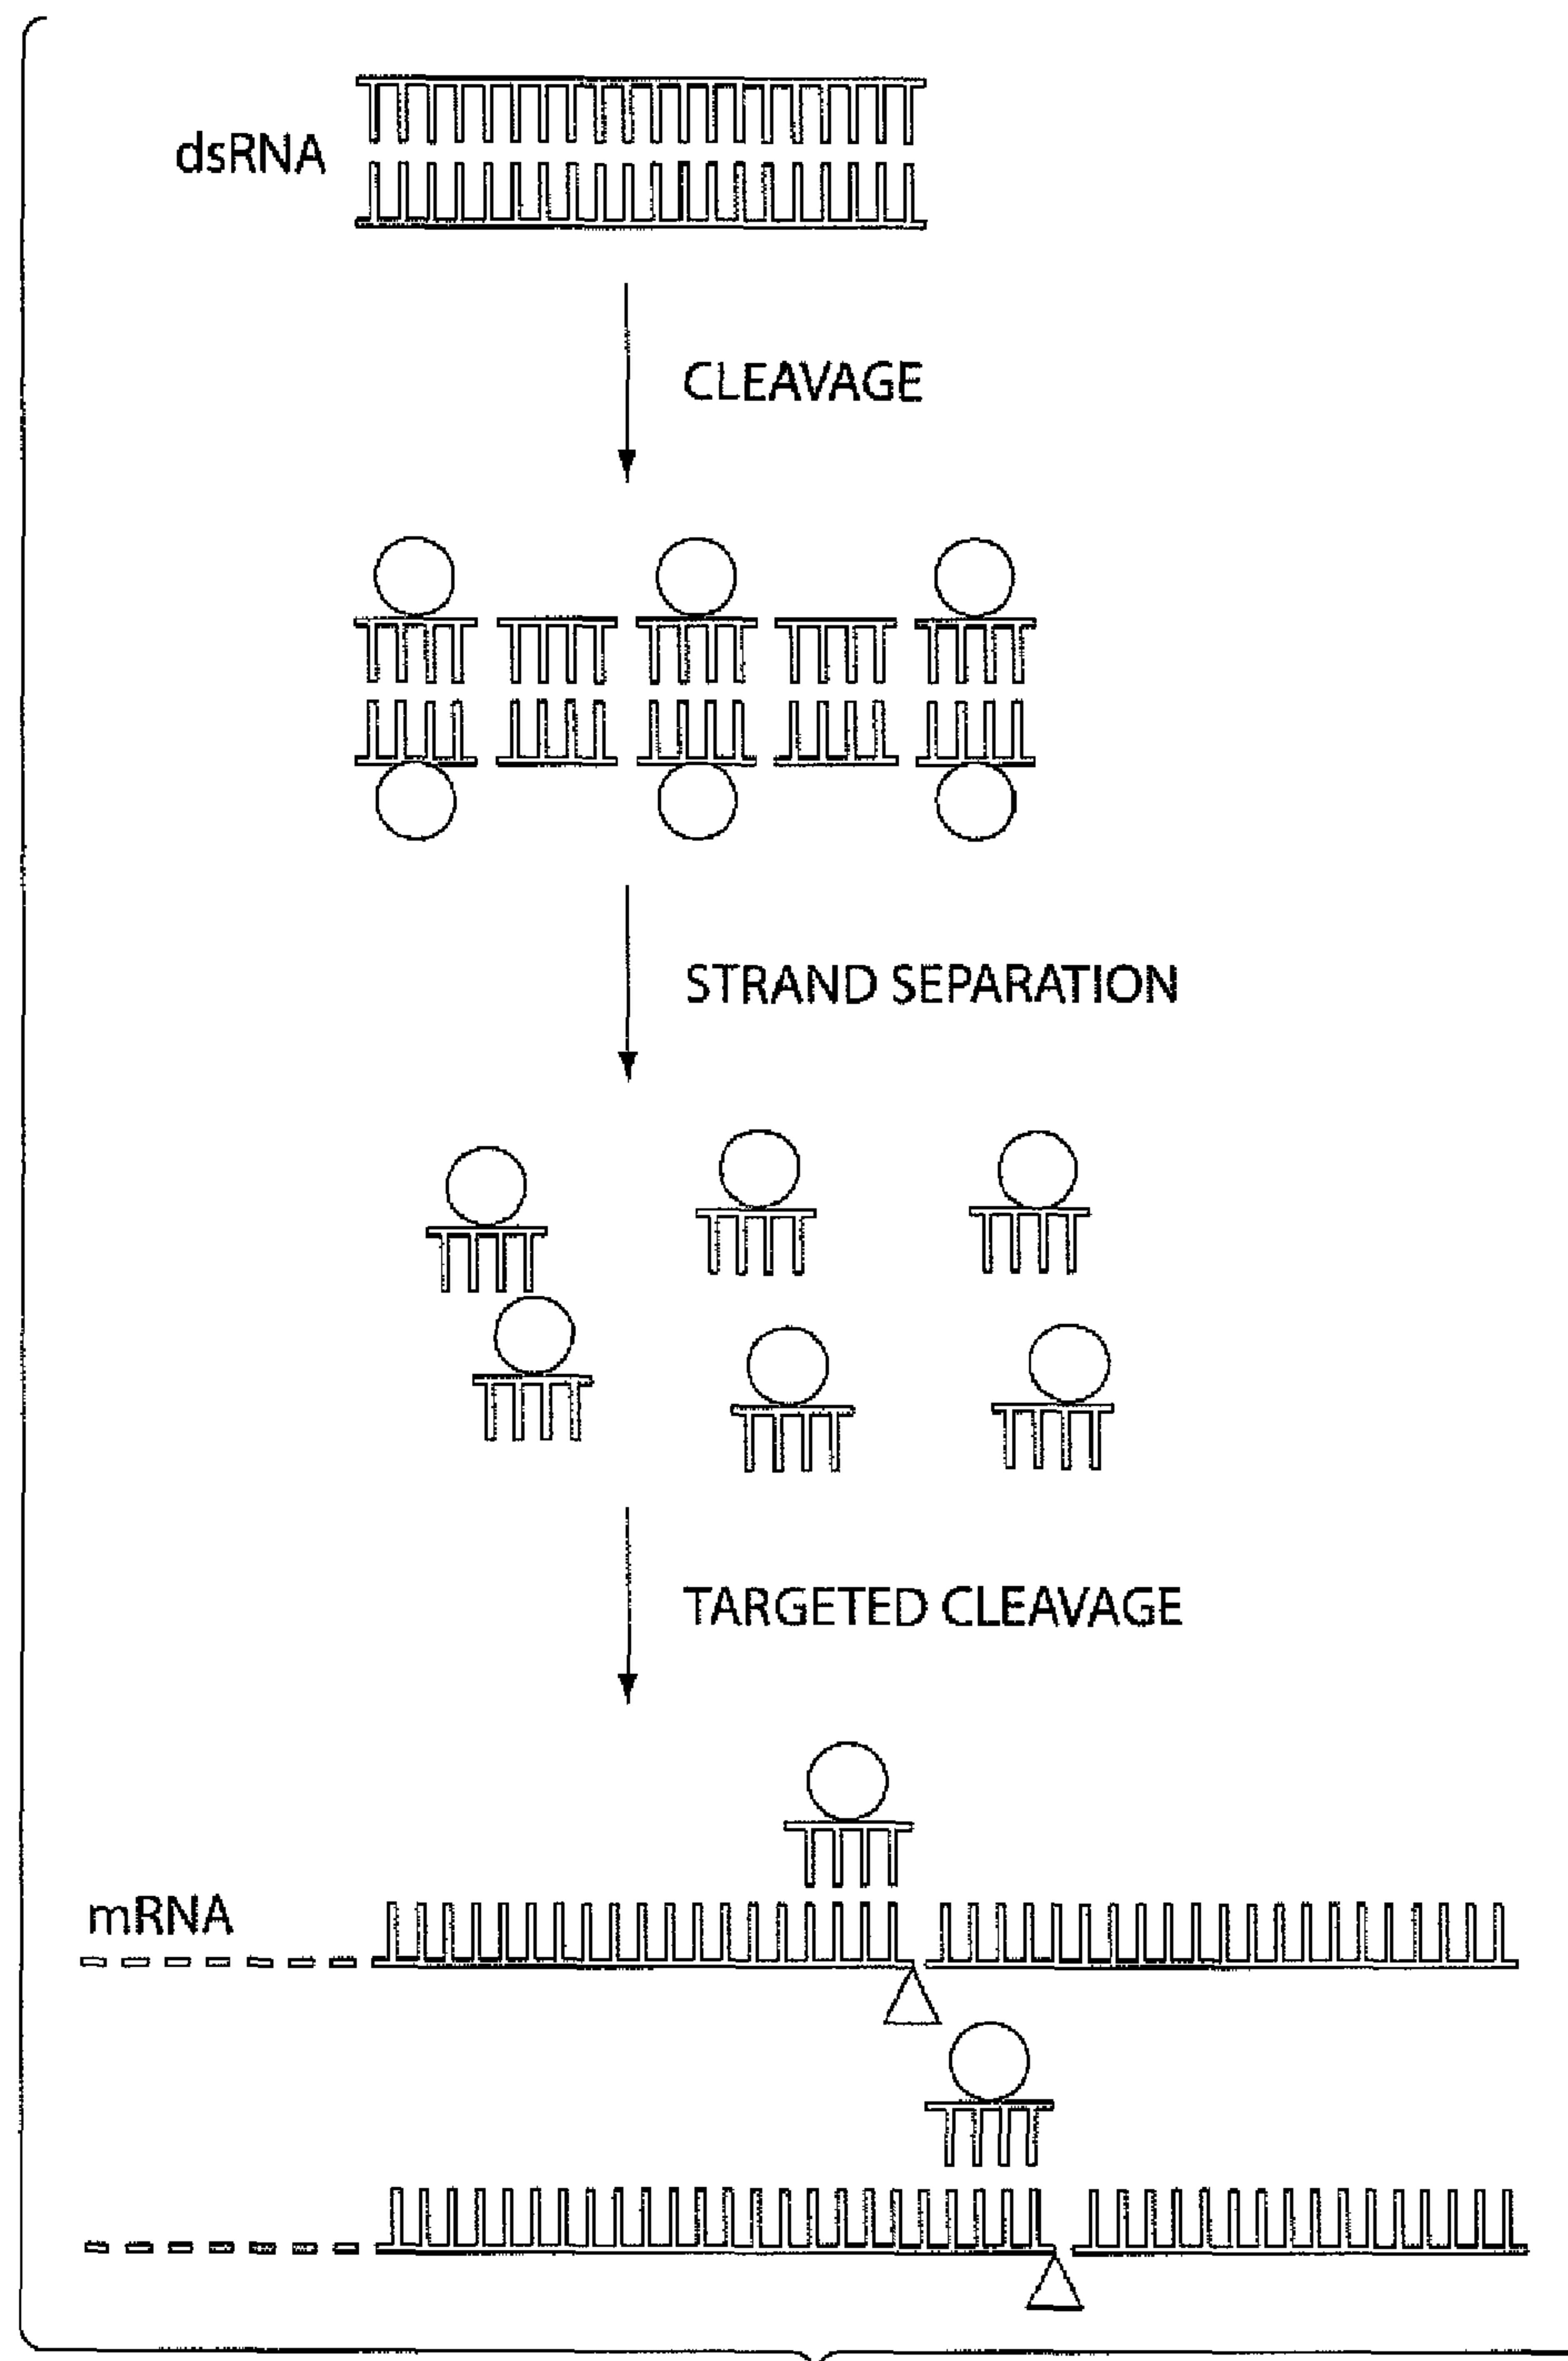 dsRNA
CLEAVAGE
STRAND SEPARATION
TARGETED CLEAVAGE
mRNA